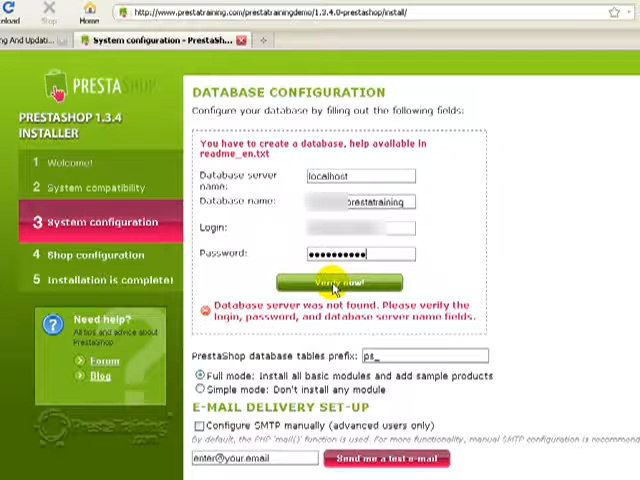 nload Stop Home
http://www.prestatraining.com/prestatrainingdemo/1.3.4.0-prestashop/install/
ng And Updati... System configuration - PrestaSh...
PRESTASHOP
PRESTASHOP 1.3.4
INSTALLER
1 Welcome!
2 System compatibility
3 System configuration
4 Shop configuration
5 Installation is complete!
Need help?
All tips and advice about
PrestaShop
Forum
Blog
DATABASE CONFIGURATION
Configure your database by filling out the following fields:
You have to create a database, help available in
readme_en.txt
Database server
name:
localhost
Database name:
prestatraining
Login:
Password:
Verify now!
Database server was not found. Please verify the
login, password, and database server name fields.
PrestaShop database tables prefix: ps_
Full mode: Install all basic modules and add sample products
Simple mode: Don't install any module
E-MAIL DELIVERY SET-UP
Configure SMTP manually (advanced users only)
By default, the PHP 'mail()' function is used. For more functionality, manual SMTP configuration is recommend
enter@your.email Send me a test e-mail